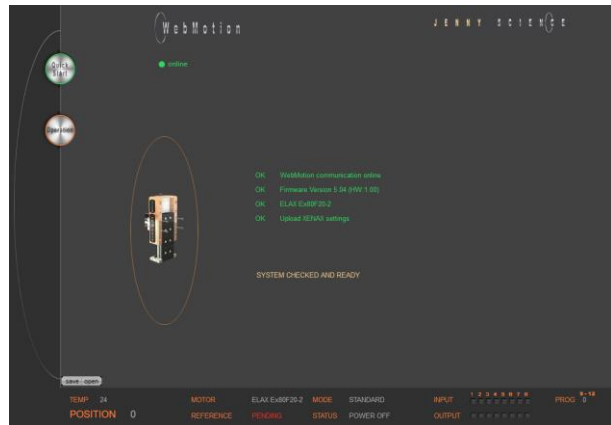 WebMotion
JENNY SCIENCE
online
Quick
Start
Operation
OK WebMotion communication online
OK Firmware Version 5.04 (HW 1.00)
OK ELAX Ex80F20-2
OK Upload XENAX settings
SYSTEM CHECKED AND READY
save open
TEMP 24 MOTOR ELAX Ex80F20-2 MODE STANDARD INPUT 1 2 3 4 5 6 7 8 9-12 PROG 0
POSITION 0 REFERENCE PENDING STATUS POWER OFF OUTPUT